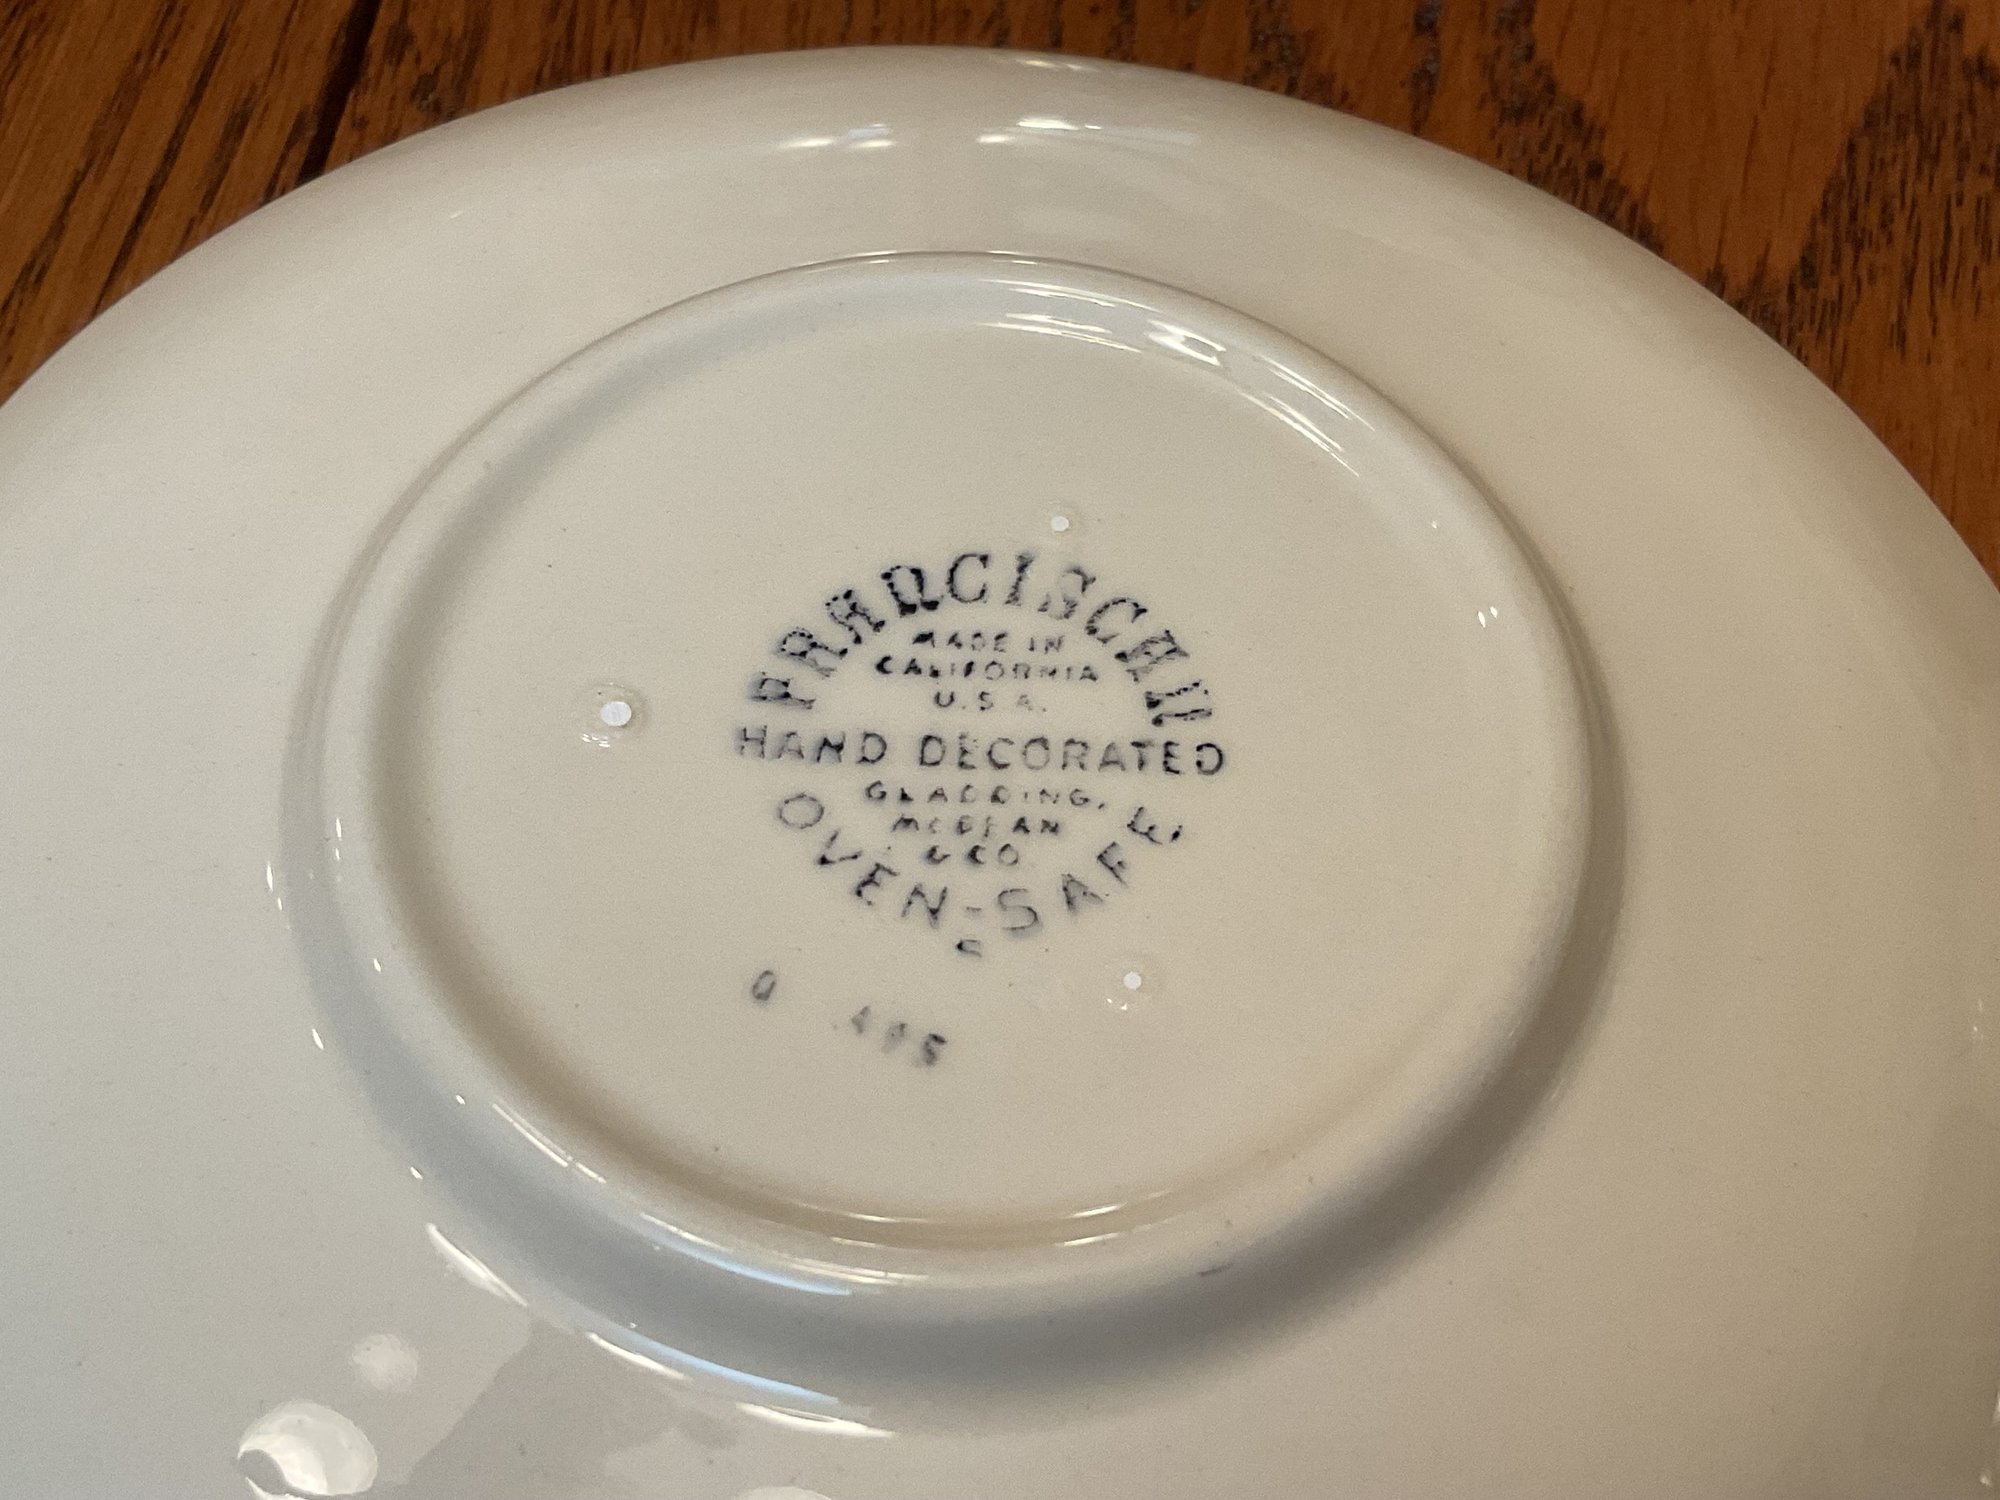 FRANCISCAN
MADE IN
CALIFORNIA
U.S.A.
HAND DECORATED
GLADDING,
McBEAN
& CO.
OVEN-SAFE